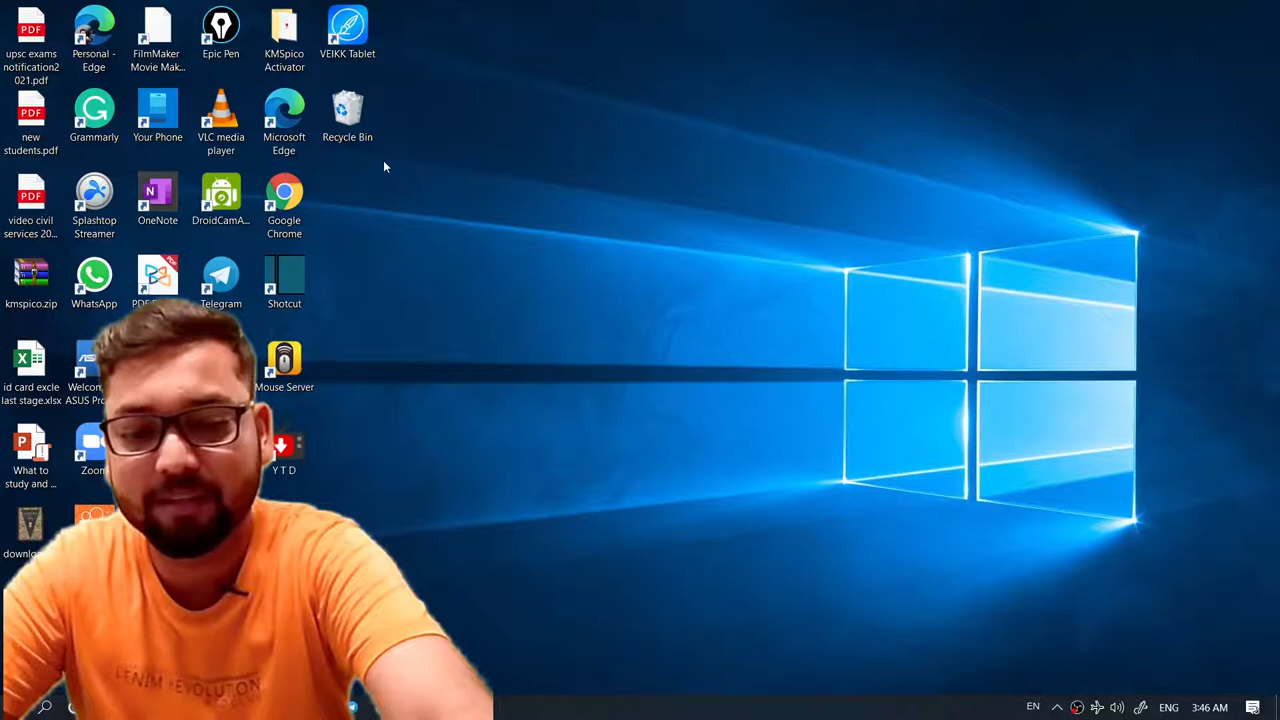 upsc exams
notification2
021.pdf
Personal -
Edge
FilmMaker
Movie Mak...
Epic Pen
KMSpico
Activator
VEIKK Tablet
new
students.pdf
Grammarly
Your Phone
VLC media
player
Microsoft
Edge
Recycle Bin
video civil
services 20...
Splashtop
Streamer
OneNote
DroidCamA...
Google
Chrome
kmspico.zip
WhatsApp
Telegram
Shotcut
id card excle
last stage.xlsx
Mouse Server
What to
study and ...
Zoom
Y T D
EN
ENG
3:46 AM